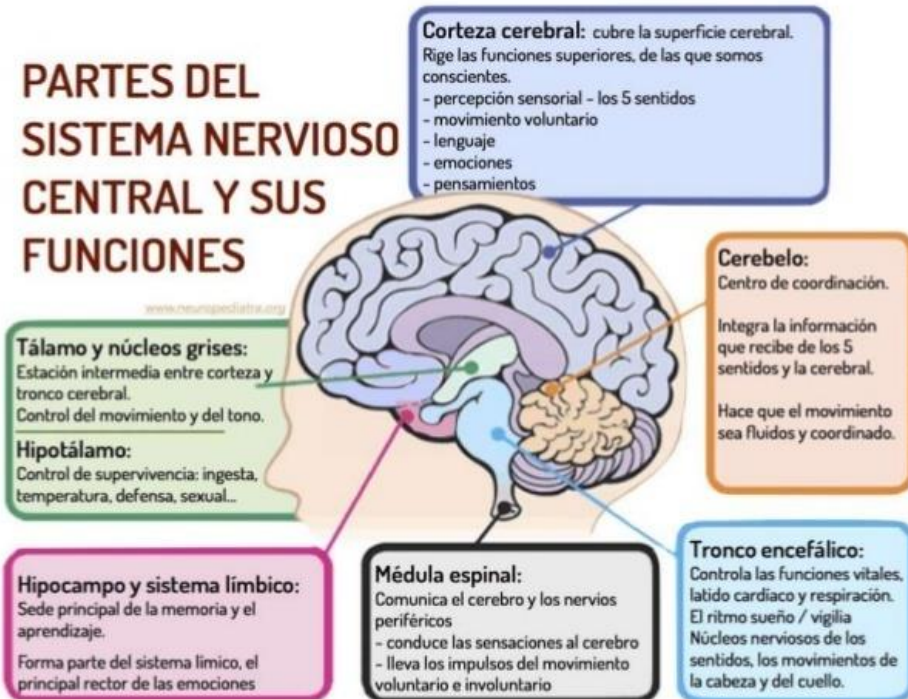 PARTES DEL
SISTEMA NERVIOSO
CENTRAL Y SUS
FUNCIONES
www.neuropediatra.org
Corteza cerebral: cubre la superficie cerebral.
Rige las funciones superiores, de las que somos
conscientes.
- percepción sensorial - los 5 sentidos
- movimiento voluntario
- lenguaje
- emociones
- pensamientos
Cerebelo:
Centro de coordinación.
Integra la información
que recibe de los 5
sentidos y la cerebral.
Hace que el movimiento
sea fluidos y coordinado.
Tálamo y núcleos grises:
Estación intermedia entre corteza y
tronco cerebral.
Control del movimiento y del tono.
Hipotálamo:
Control de supervivencia: ingesta,
temperatura, defensa, sexual...
Hipocampo y sistema límbico:
Sede principal de la memoria y el
aprendizaje.
Forma parte del sistema límico, el
principal rector de las emociones
Médula espinal:
Comunica el cerebro y los nervios
periféricos
- conduce las sensaciones al cerebro
- lleva los impulsos del movimiento
voluntario e involuntario
Tronco encefálico:
Controla las funciones vitales,
latido cardíaco y respiración.
El ritmo sueño / vigilia
Núcleos nerviosos de los
sentidos, los movimientos de
la cabeza y del cuello.